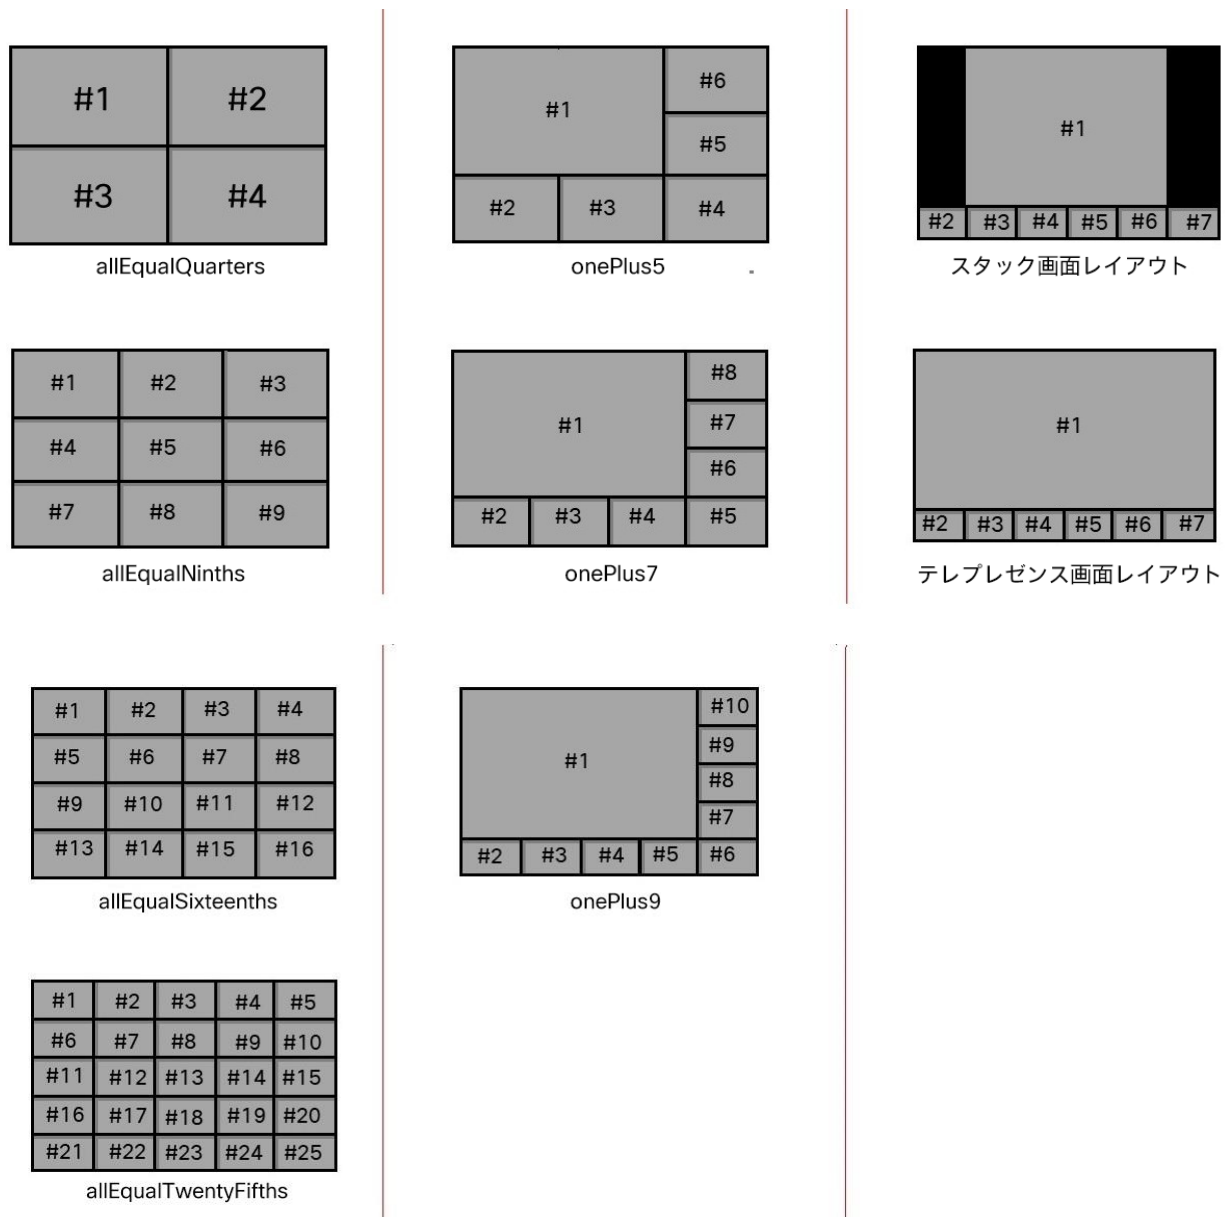 #1 #2
#3 #4
allEqualQuarters
#1 #6
#5
#2 #3 #4
onePlus5
#1
#2 #3 #4 #5 #6 #7
スタック画面レイアウト
#1 #2 #3
#4 #5 #6
#7 #8 #9
allEqualNinths
#8
#1 #7
#6
#2 #3 #4 #5
onePlus7
#1
#2 #3 #4 #5 #6 #7
テレプレゼンス画面レイアウト
#1 #2 #3 #4
#5 #6 #7 #8
#9 #10 #11 #12
#13 #14 #15 #16
allEqualSixteenths
#10
#9
#1
#8
#7
#2 #3 #4 #5 #6
onePlus9
#1 #2 #3 #4 #5
#6 #7 #8 #9 #10
#11 #12 #13 #14 #15
#16 #17 #18 #19 #20
#21 #22 #23 #24 #25
allEqualTwentyFifths